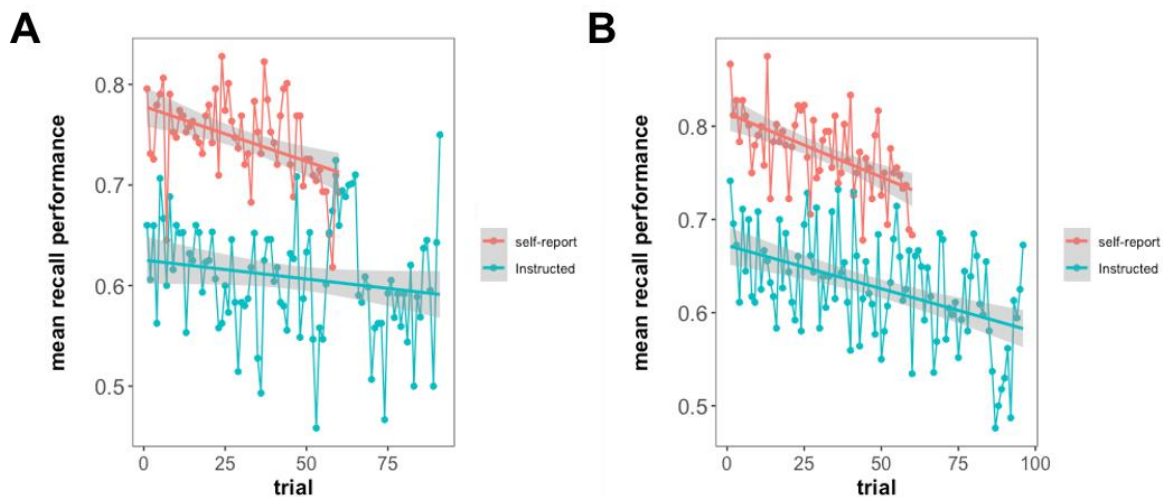 A
0.8
0.7
0.6
0.5
mean recall performance
0
25
50
75
trial
self-report
Instructed
B
0.8
0.7
0.6
0.5
mean recall performance
0
25
50
75
100
trial
self-report
Instructed